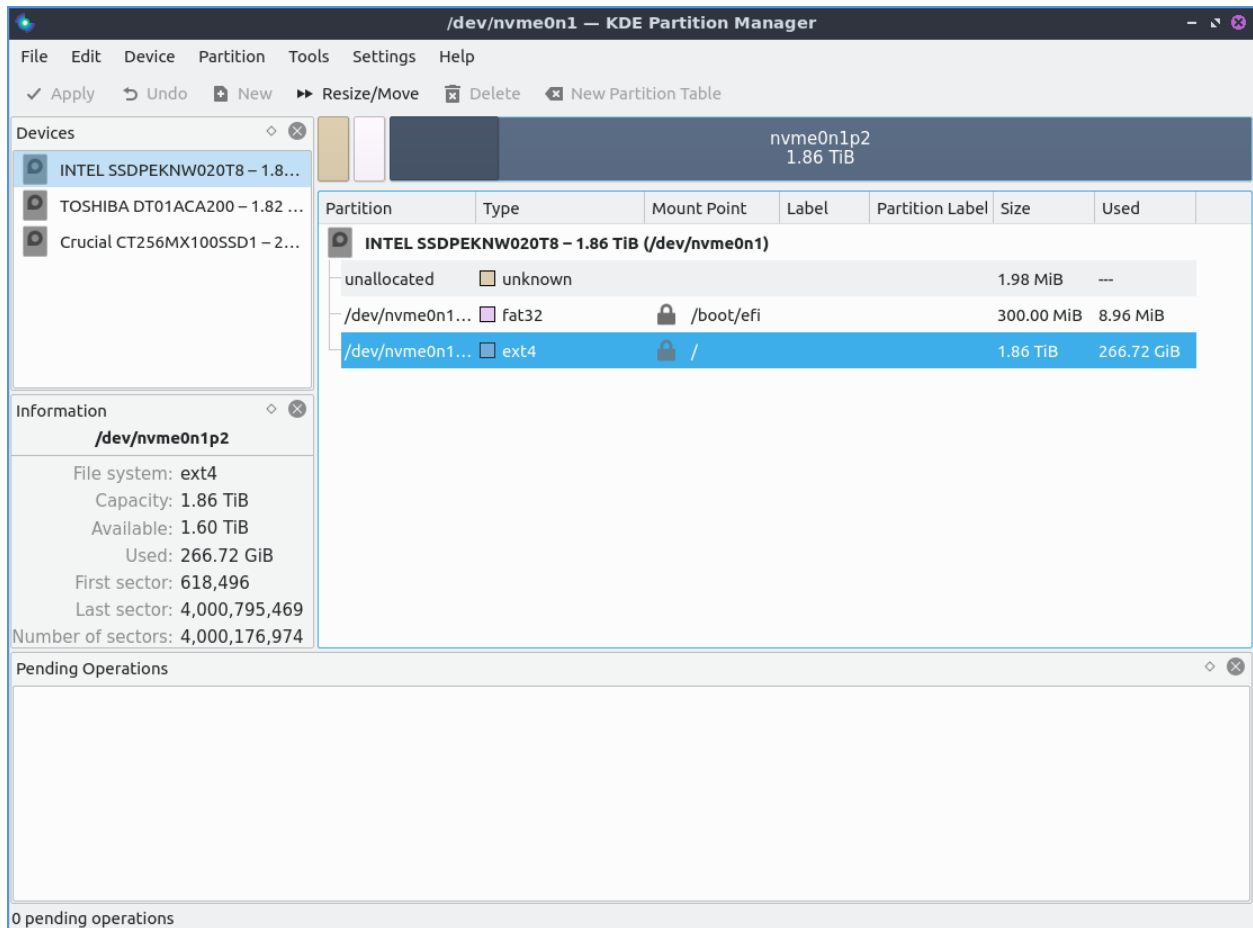 /dev/nvme0n1 — KDE Partition Manager
File Edit Device Partition Tools Settings Help
Apply Undo New Resize/Move Delete New Partition Table
Devices
INTEL SSDPEKNW020T8 – 1.8...
TOSHIBA DT01ACA200 – 1.82 ...
Crucial CT256MX100SSD1 – 2...
nvme0n1p2
1.86 TiB
Partition Type Mount Point Label Partition Label Size Used
INTEL SSDPEKNW020T8 – 1.86 TiB (/dev/nvme0n1)
unallocated unknown 1.98 MiB ---
/dev/nvme0n1... fat32 /boot/efi 300.00 MiB 8.96 MiB
/dev/nvme0n1... ext4 / 1.86 TiB 266.72 GiB
Information
/dev/nvme0n1p2
File system: ext4
Capacity: 1.86 TiB
Available: 1.60 TiB
Used: 266.72 GiB
First sector: 618,496
Last sector: 4,000,795,469
Number of sectors: 4,000,176,974
Pending Operations
0 pending operations